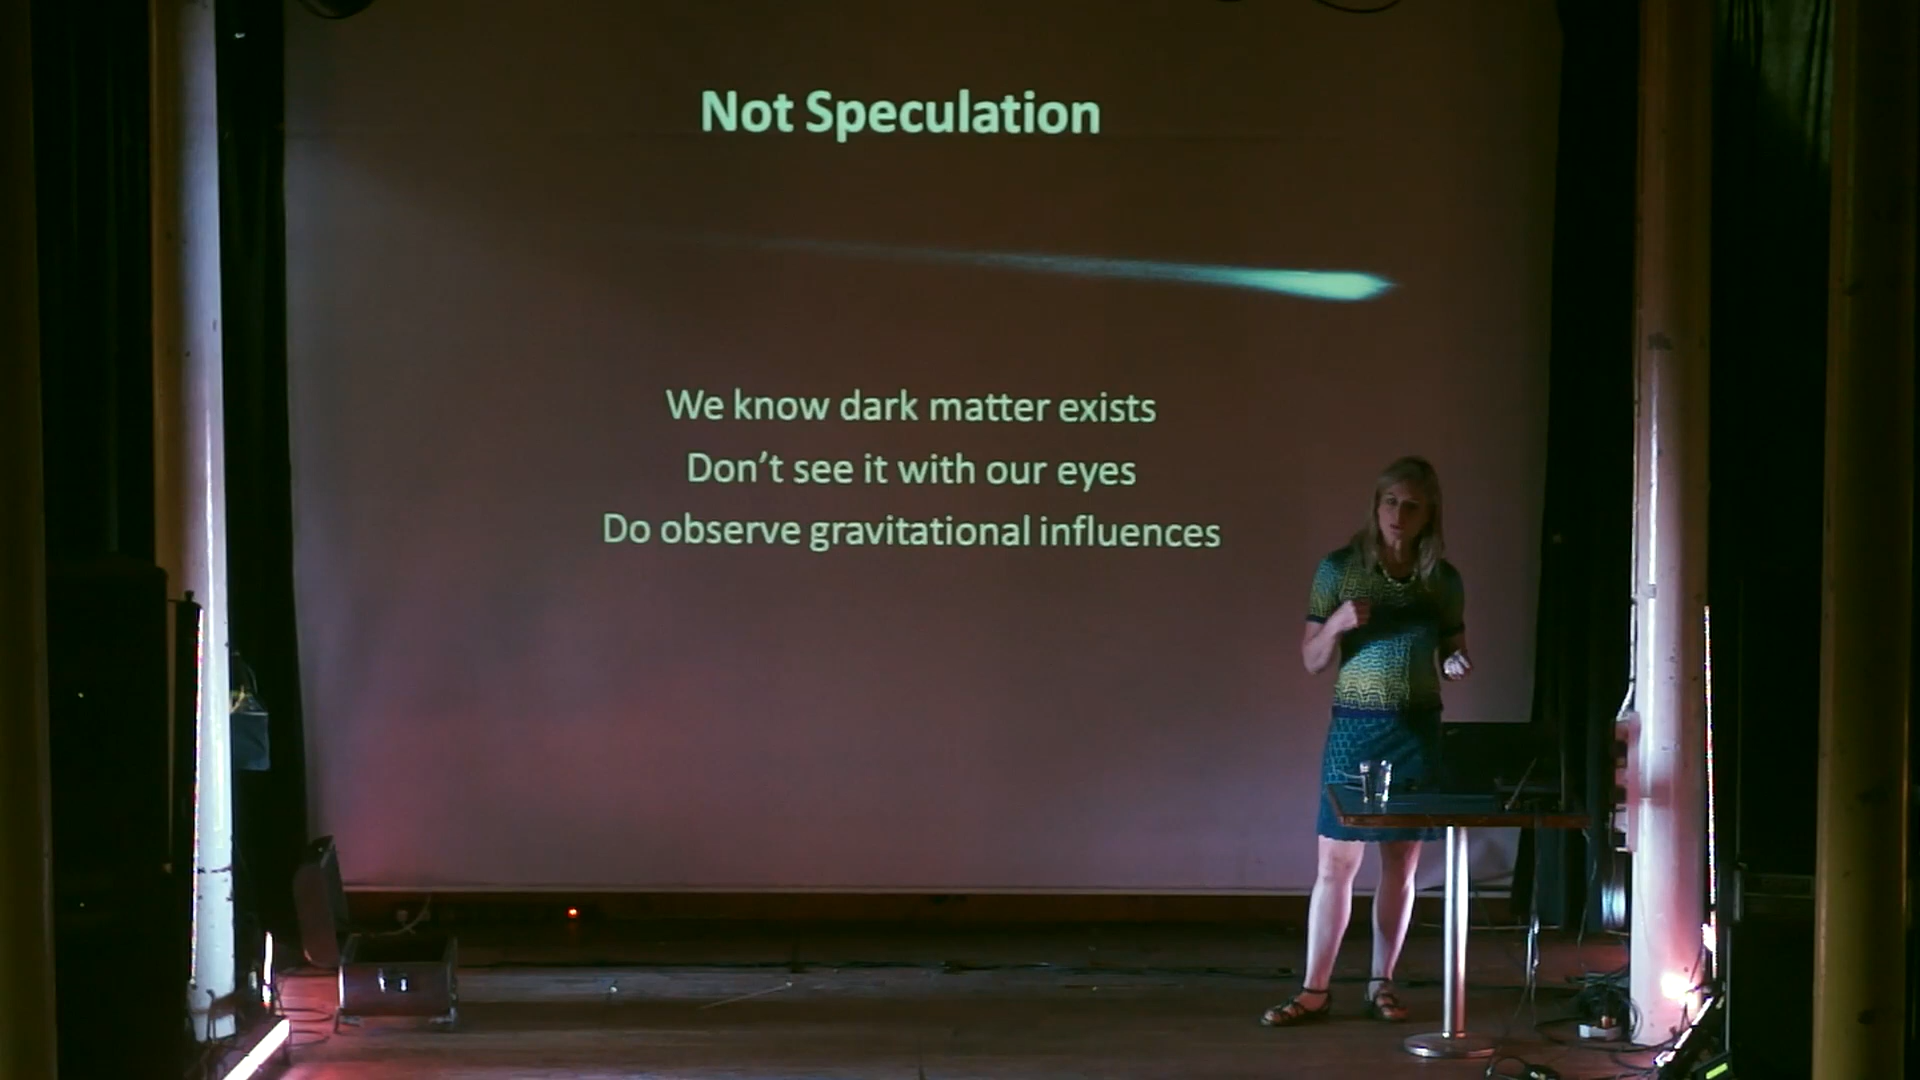 Not Speculation
We know dark matter exists
Don’t see it with our eyes
Do observe gravitational influences